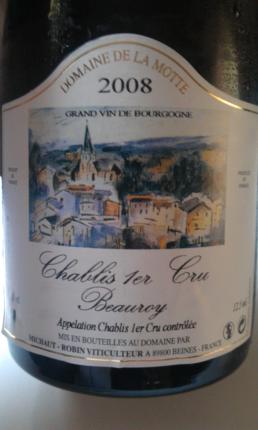 DOMAINE DE LA MOTTE
2008
GRAND VIN DE BOURGOGNE
Chablis 1er Cru
Beauroy
Appelation Chablis 1er Cru contrôlée
MIS EN BOUTEILLES AU DOMAINE PAR
MICHAUT - ROBIN VITICULTEUR A 89800 BEINES - FRANCE